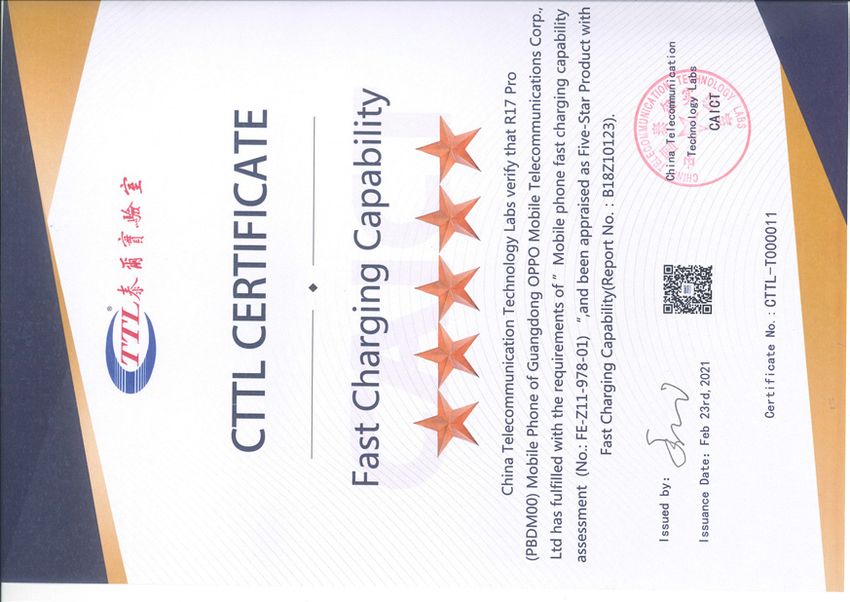 TTL 泰爾實驗室
®
CTTL CERTIFICATE
Fast Charging Capability
China Telecommunication Technology Labs verify that R17 Pro
(PBDM00) Mobile Phone of Guangdong OPPO Mobile Telecommunications Corp.,
Ltd has fulfilled with the requirements of ” Mobile phone fast charging capability
assessment (No.: FE-Z11-978-01) “,and been appraised as Five-Star Product with
Fast Charging Capability(Report No. : B18Z10123).
China Telecommunication
Technology Labs
CAICT
CHINA TELECOMMUNICATION TECHNOLOGY LABS
Issued by:
Issuance Date: Feb 23rd, 2021
Certificate No.: CTTL-T000011